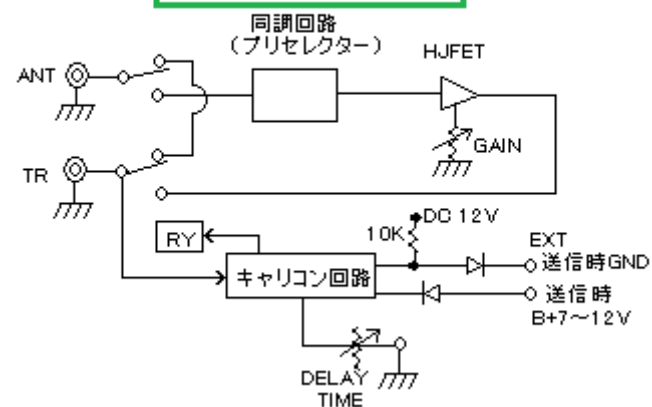 同調回路
(プリセレクター)
HJFET
ANT
GAIN
TR
DC 12V
10K
RY
EXT
キャリコン回路
送信時GND
送信時
B+7~12V
DELAY
TIME